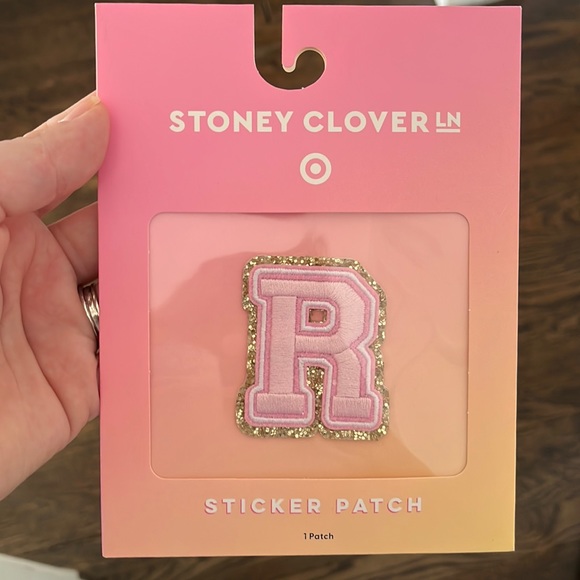 STONEY CLOVER LN
R
STICKER PATCH
1 Patch